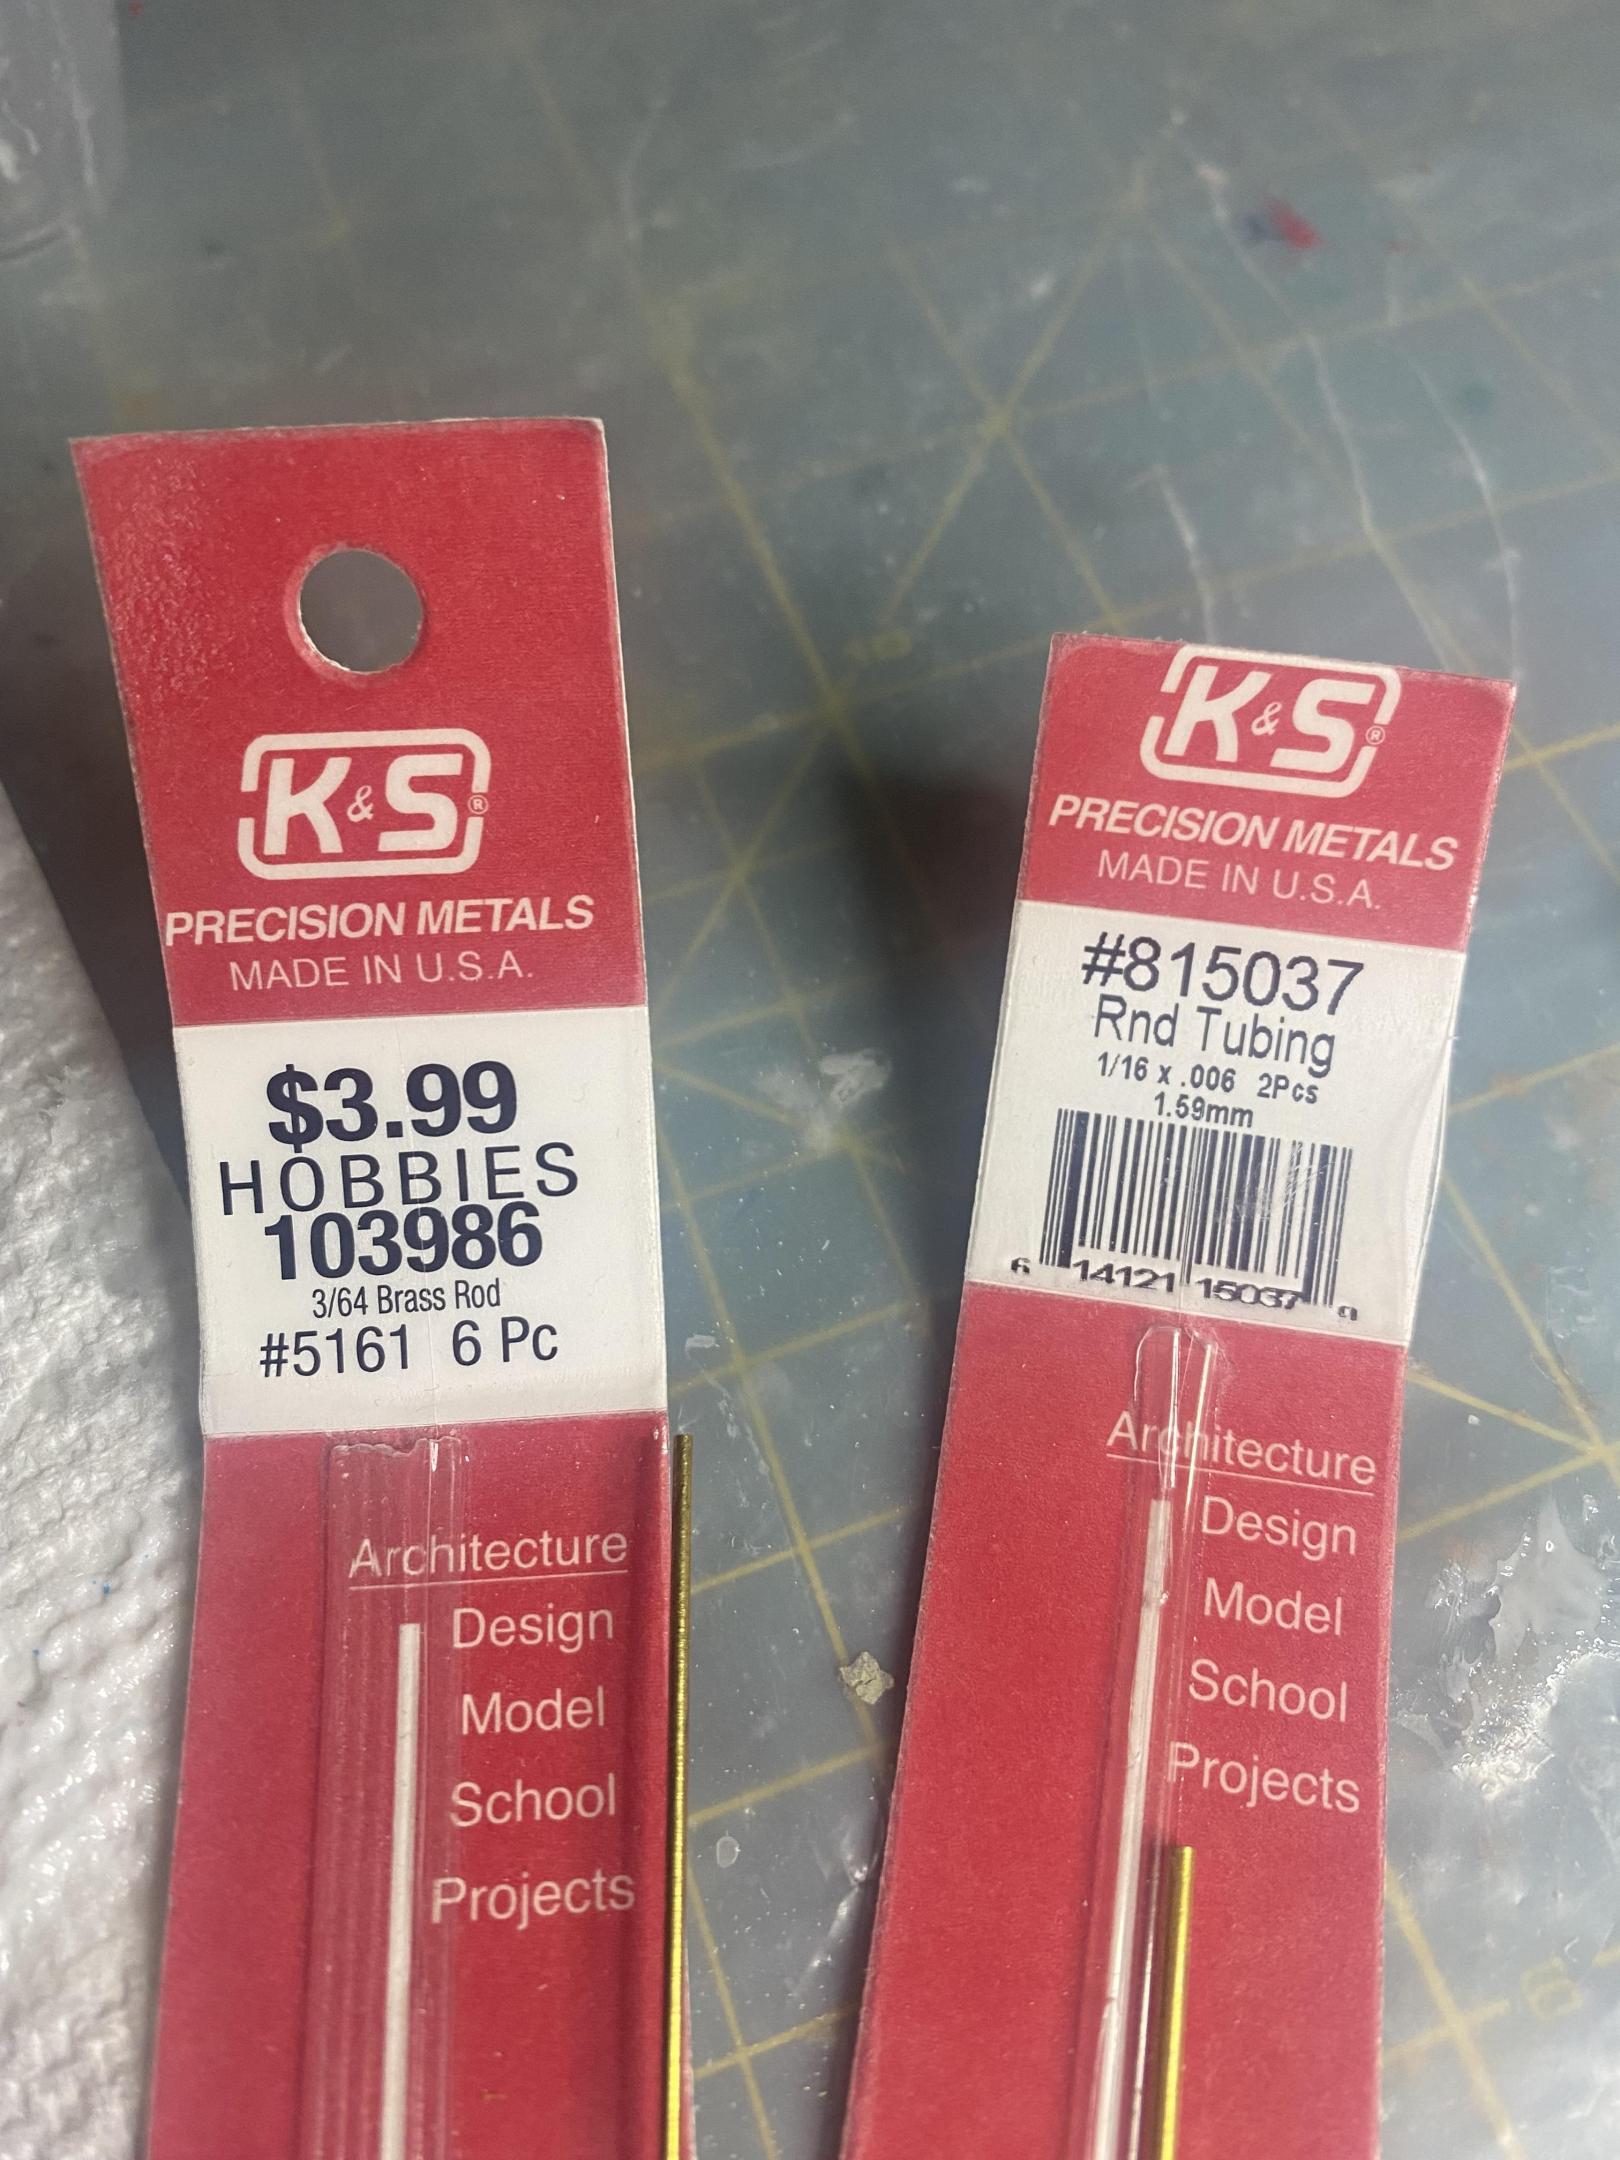 K&S®
PRECISION METALS
MADE IN U.S.A.
$3.99
HOBBIES
103986
3/64 Brass Rod
#5161 6 Pc
Architecture
Design
Model
School
Projects
K&S®
PRECISION METALS
MADE IN U.S.A.
#815037
Rnd Tubing
1/16 x .006 2Pcs
1.59mm
6 14121 15037 9
Architecture
Design
Model
School
Projects